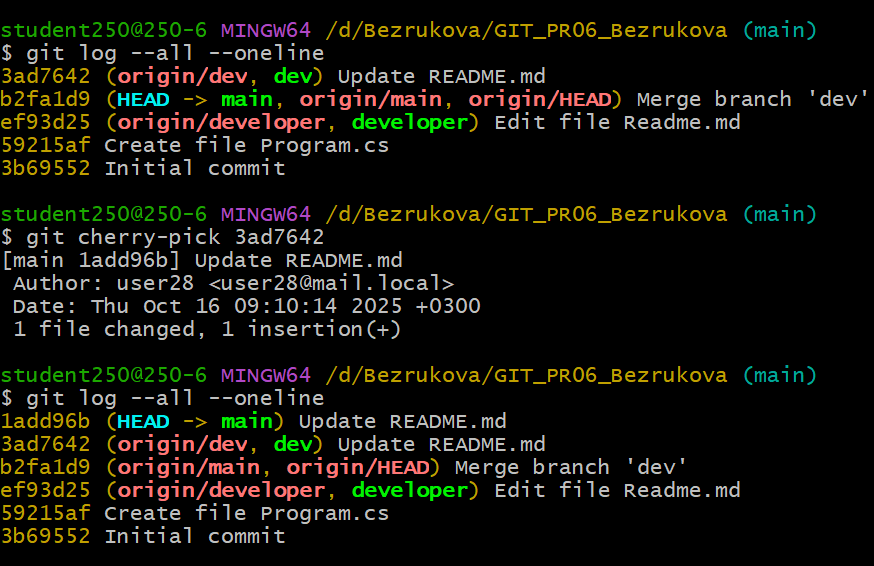 student250@250-6 MINGW64 /d/Bezrukova/GIT_PR06_Bezrukova (main)
$ git log --all --oneline
3ad7642 (origin/dev, dev) Update README.md
b2fa1d9 (HEAD -> main, origin/main, origin/HEAD) Merge branch 'dev'
ef93d25 (origin/developer, developer) Edit file Readme.md
59215af Create file Program.cs
3b69552 Initial commit
student250@250-6 MINGW64 /d/Bezrukova/GIT_PR06_Bezrukova (main)
$ git cherry-pick 3ad7642
[main 1add96b] Update README.md
Author: user28 <user28@mail.local>
Date: Thu Oct 16 09:10:14 2025 +0300
1 file changed, 1 insertion(+)
student250@250-6 MINGW64 /d/Bezrukova/GIT_PR06_Bezrukova (main)
$ git log --all --oneline
1add96b (HEAD -> main) Update README.md
3ad7642 (origin/dev, dev) Update README.md
b2fa1d9 (origin/main, origin/HEAD) Merge branch 'dev'
ef93d25 (origin/developer, developer) Edit file Readme.md
59215af Create file Program.cs
3b69552 Initial commit